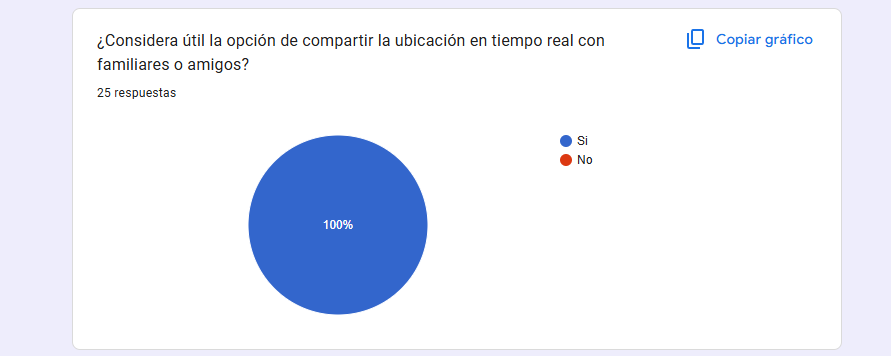 ¿Considera útil la opción de compartir la ubicación en tiempo real con
familiares o amigos?
Copiar gráfico
25 respuestas
Si
No
100%